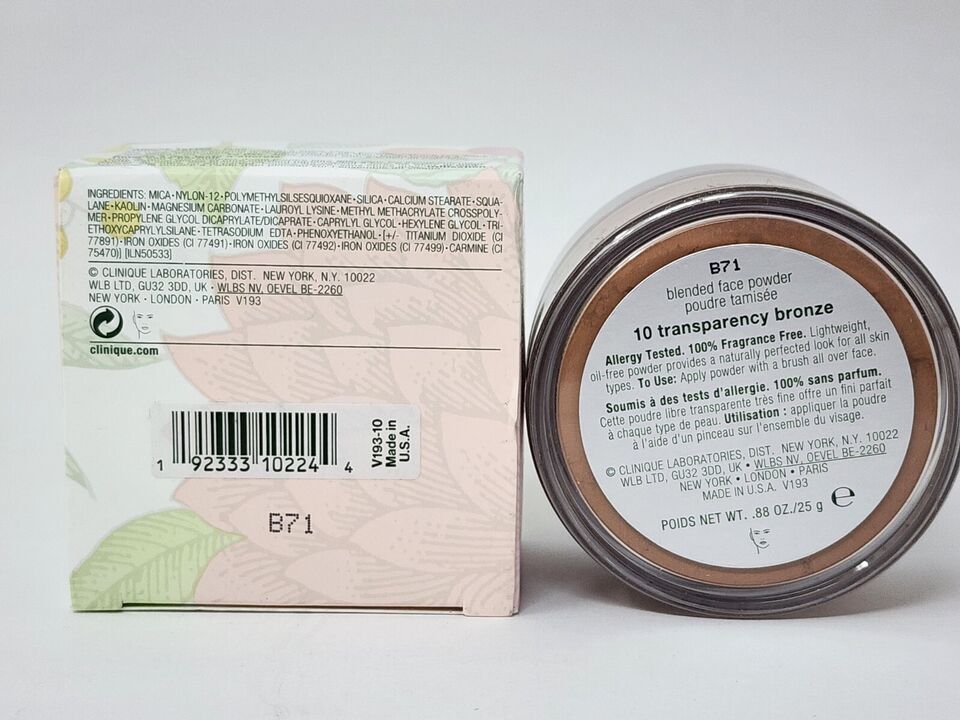 INGREDIENTS: MICA•NYLON-12•POLYMETHYLSILSESQUIOXANE•SILICA•CALCIUM STEARATE•SQUA-
LANE•KAOLIN•MAGNESIUM CARBONATE•LAUROYL LYSINE•METHYL METHACRYLATE CROSSPOLY-
MER•PROPYLENE GLYCOL DICAPRYLATE/DICAPRATE•CAPRYLYL GLYCOL•HEXYLENE GLYCOL•TRI-
ETHOXYCAPRYLYLSILANE•TETRASODIUM EDTA•PHENOXYETHANOL•[+/- TITANIUM DIOXIDE (CI
77891)•IRON OXIDES (CI 77491)•IRON OXIDES (CI 77492)•IRON OXIDES (CI 77499)•CARMINE (CI
75470)] [ILN50533]
© CLINIQUE LABORATORIES, DIST. NEW YORK, N.Y. 10022
WLB LTD, GU32 3DD, UK • WLBS NV, OEVEL BE-2260
NEW YORK • LONDON • PARIS V193
clinique.com
1 92333 10224 4
V193-10
Made in
U.S.A.
B71
B71
blended face powder
poudre tamisée
10 transparency bronze
Allergy Tested. 100% Fragrance Free. Lightweight,
oil-free powder provides a naturally perfected look for all skin
types. To Use: Apply powder with a brush all over face.
Soumis à des tests d'allergie. 100% sans parfum.
Cette poudre libre transparente très fine offre un fini parfait
à chaque type de peau. Utilisation : appliquer la poudre
à l'aide d'un pinceau sur l'ensemble du visage.
© CLINIQUE LABORATORIES, DIST. NEW YORK, N.Y. 10022
WLB LTD, GU32 3DD, UK • WLBS NV, OEVEL BE-2260
NEW YORK • LONDON • PARIS
MADE IN U.S.A. V193
POIDS NET WT. .88 OZ./25 g e